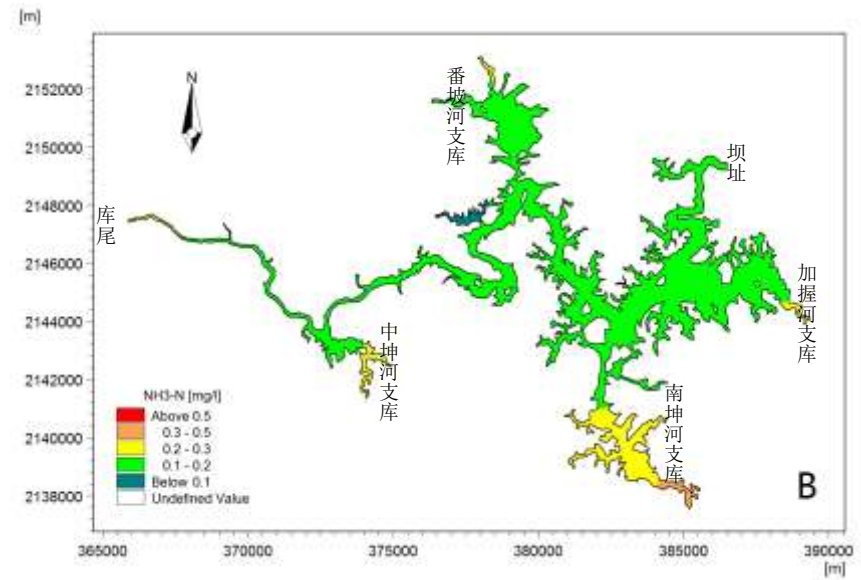 [m]
N
2152000
2150000
2148000
2146000
2144000
2142000
2140000
2138000
番坡河支库
坝址
库尾
加握河支库
中坤河支库
南坤河支库
NH3-N [mg/l]
Above 0.5
0.3 - 0.5
0.2 - 0.3
0.1 - 0.2
Below 0.1
Undefined Value
B
365000 370000 375000 380000 385000 390000
[m]